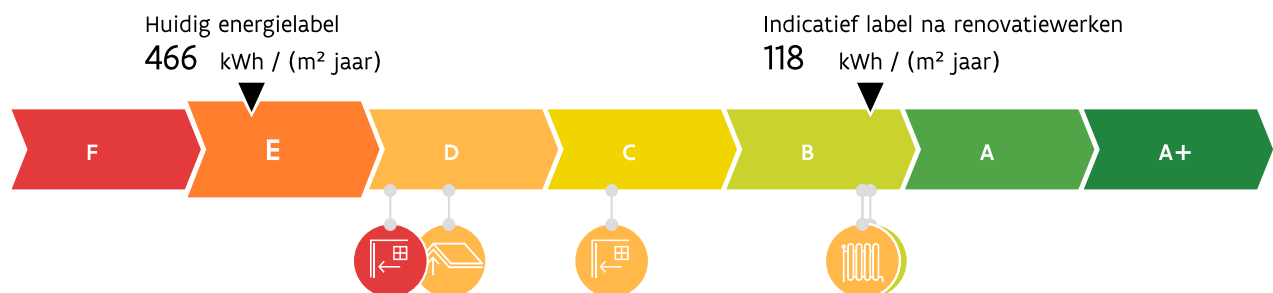 Huidig energielabel
466 kWh / (m² jaar)
Indicatief label na renovatiewerken
118 kWh / (m² jaar)
F E D C B A A+